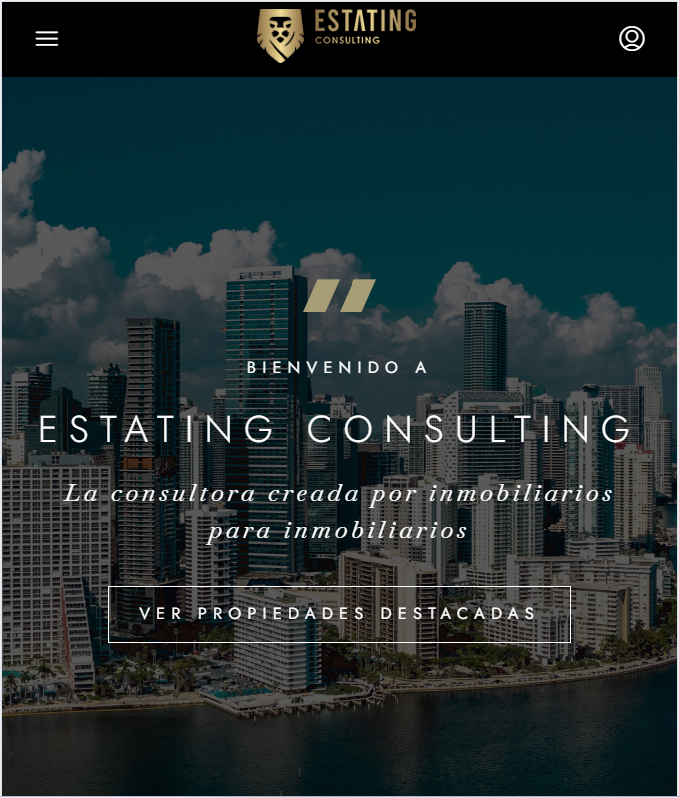 ESTATING
CONSULTING
BIENVENIDO A
ESTATING CONSULTING
La consultora creada por inmobiliarios
para inmobiliarios
VER PROPIEDADES DESTACADAS